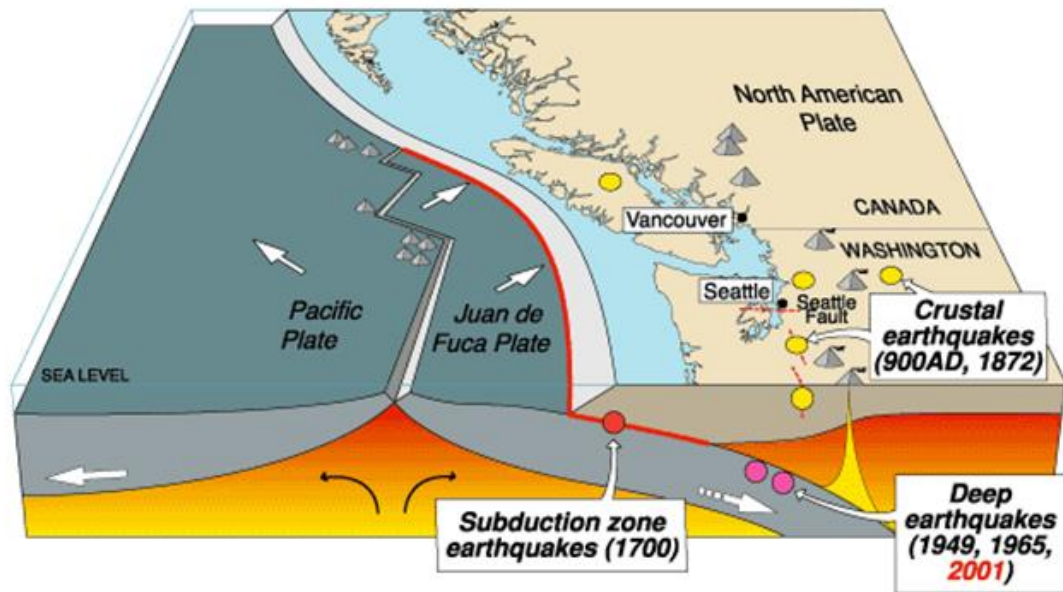 North American
Plate
Vancouver
CANADA
WASHINGTON
Seattle
Seattle
Fault
Pacific
Plate
Juan de
Fuca Plate
Crustal
earthquakes
(900AD, 1872)
SEA LEVEL
Subduction zone
earthquakes (1700)
Deep
earthquakes
(1949, 1965,
2001)